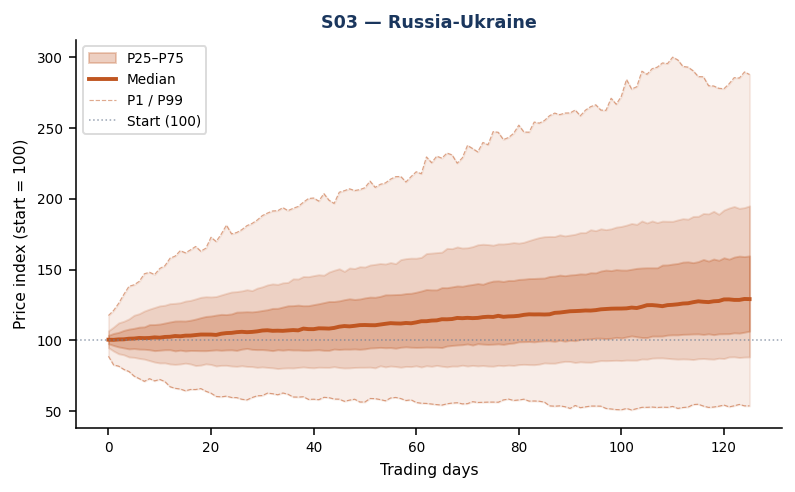 S03 — Russia-Ukraine
P25–P75
Median
P1 / P99
Start (100)
Price index (start = 100)
300
250
200
150
100
50
0 20 40 60 80 100 120
Trading days